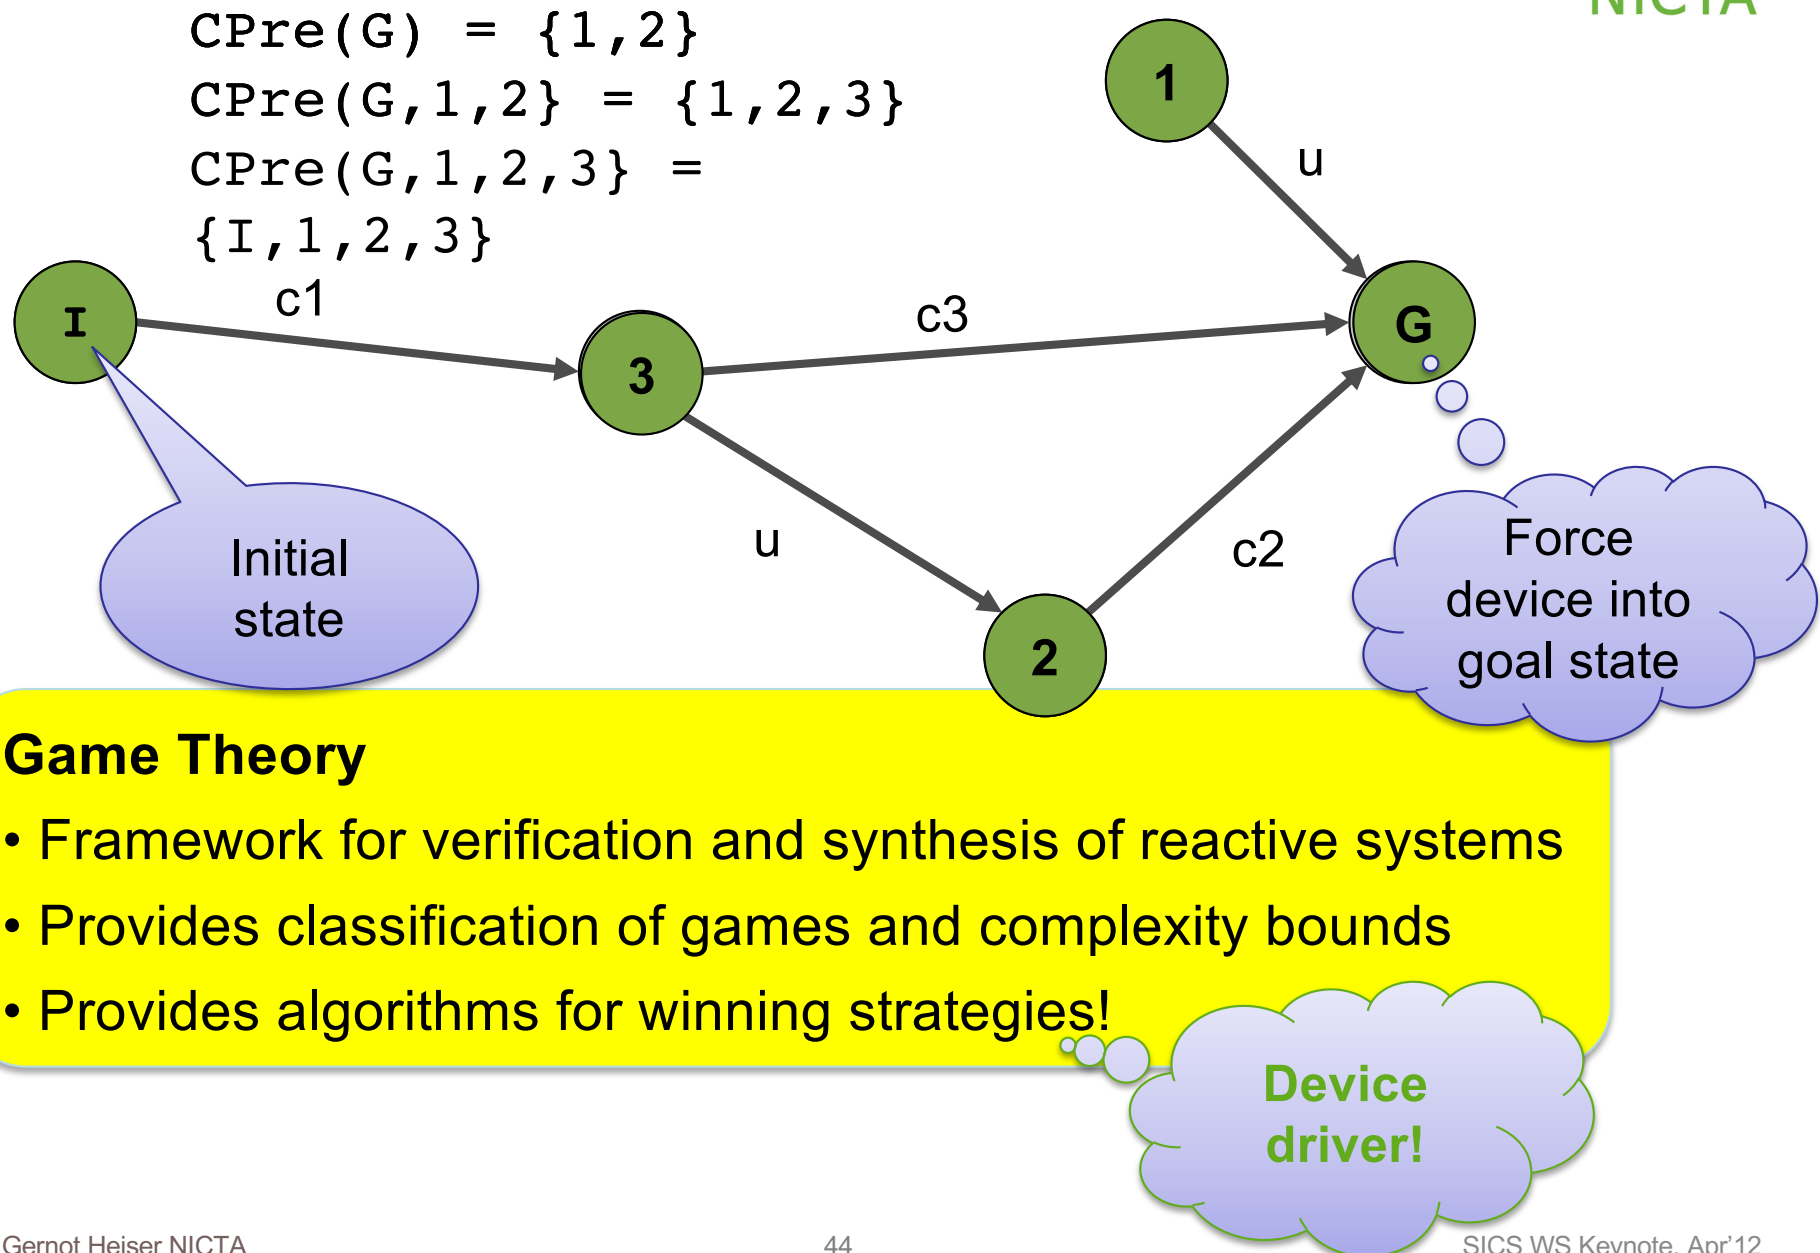 NICTA
CPre(G) = {1,2}
CPre(G,1,2} = {1,2,3}
CPre(G,1,2,3} =
{I,1,2,3}
1
u
I
c1
3
c3
G
u
c2
2
Initial
state
Force
device into
goal state
Game Theory
• Framework for verification and synthesis of reactive systems
• Provides classification of games and complexity bounds
• Provides algorithms for winning strategies!
Device
driver!
Gernot Heiser NICTA
44
SICS WS Keynote, Apr'12